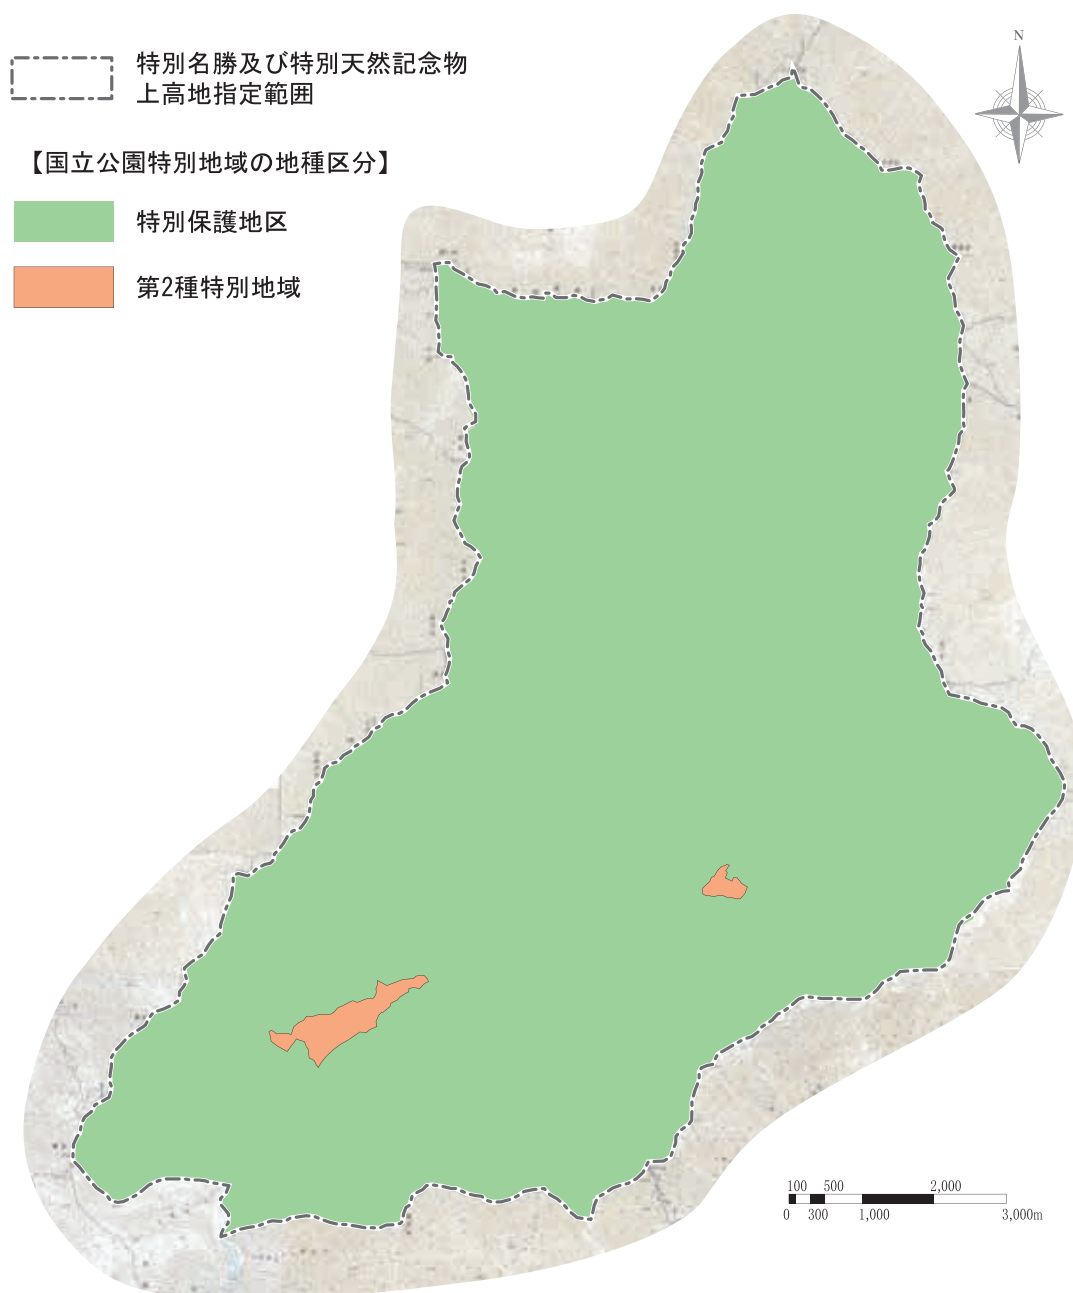 特別名勝及び特別天然記念物
上高地指定範囲
【国立公園特別地域の地種区分】
特別保護地区
第2種特別地域
N
100 500 2,000
0 300 1,000 3,000m